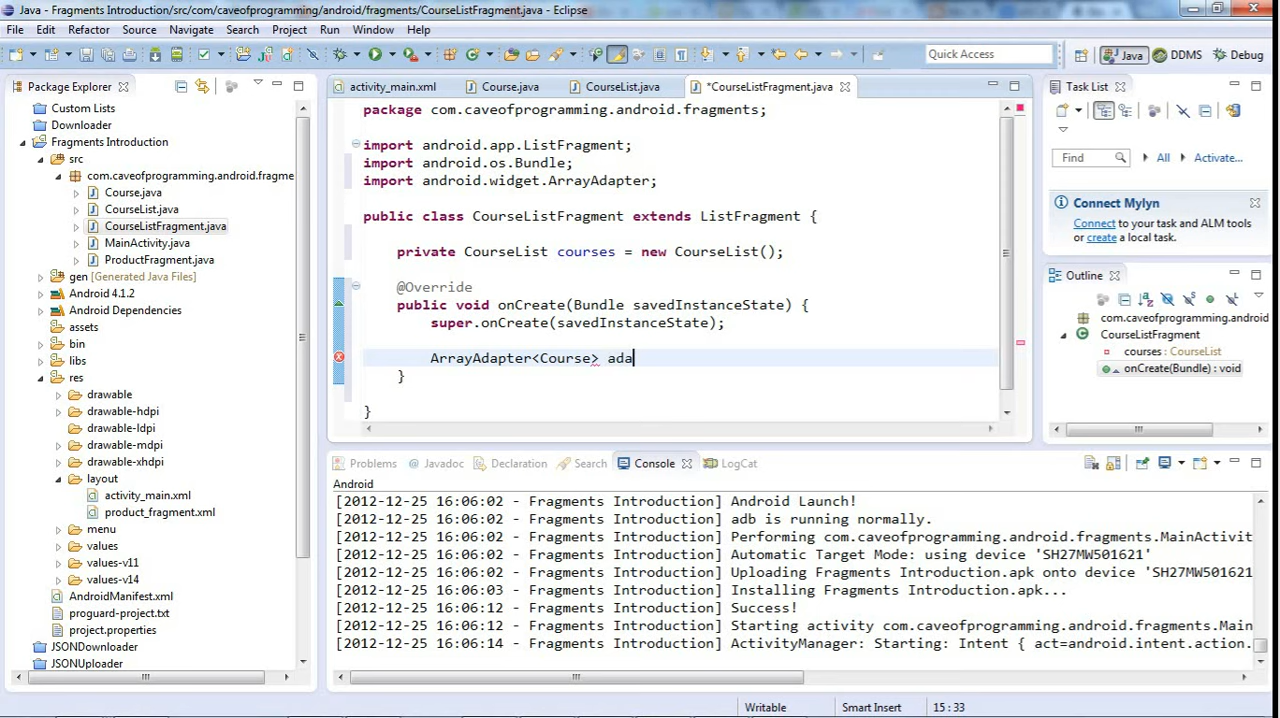 Java - Fragments Introduction/src/com/caveofprogramming/android/fragments/CourseListFragment.java - Eclipse
File Edit Refactor Source Navigate Search Project Run Window Help
Quick Access Java DDMS Debug
Package Explorer
Custom Lists
Downloader
Fragments Introduction
src
com.caveofprogramming.android.fragme
Course.java
CourseList.java
CourseListFragment.java
MainActivity.java
ProductFragment.java
gen [Generated Java Files]
Android 4.1.2
Android Dependencies
assets
bin
libs
res
drawable
drawable-hdpi
drawable-ldpi
drawable-mdpi
drawable-xhdpi
layout
activity_main.xml
product_fragment.xml
menu
values
values-v11
values-v14
AndroidManifest.xml
proguard-project.txt
project.properties
JSONDownloader
JSONUploader
activity_main.xml Course.java CourseList.java *CourseListFragment.java
package com.caveofprogramming.android.fragments;
import android.app.ListFragment;
import android.os.Bundle;
import android.widget.ArrayAdapter;
public class CourseListFragment extends ListFragment {
private CourseList courses = new CourseList();
@Override
public void onCreate(Bundle savedInstanceState) {
super.onCreate(savedInstanceState);
ArrayAdapter<Course> ada
}
}
Task List
Find All Activate...
Connect Mylyn
Connect to your task and ALM tools
or create a local task.
Outline
com.caveofprogramming.android
CourseListFragment
courses : CourseList
onCreate(Bundle) : void
Problems Javadoc Declaration Search Console LogCat
Android
[2012-12-25 16:06:02 - Fragments Introduction] Android Launch!
[2012-12-25 16:06:02 - Fragments Introduction] adb is running normally.
[2012-12-25 16:06:02 - Fragments Introduction] Performing com.caveofprogramming.android.fragments.MainActivit
[2012-12-25 16:06:02 - Fragments Introduction] Automatic Target Mode: using device 'SH27MW501621'
[2012-12-25 16:06:02 - Fragments Introduction] Uploading Fragments Introduction.apk onto device 'SH27MW501621
[2012-12-25 16:06:03 - Fragments Introduction] Installing Fragments Introduction.apk...
[2012-12-25 16:06:12 - Fragments Introduction] Success!
[2012-12-25 16:06:12 - Fragments Introduction] Starting activity com.caveofprogramming.android.fragments.Main
[2012-12-25 16:06:14 - Fragments Introduction] ActivityManager: Starting: Intent { act=android.intent.action.
Writable Smart Insert 15 : 33